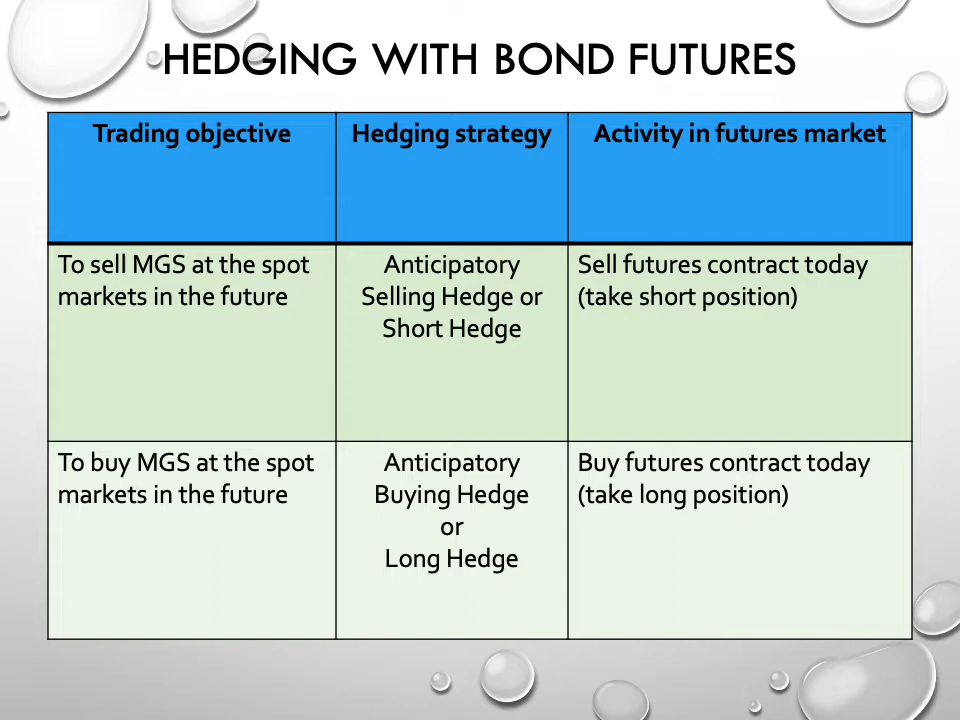 HEDGING WITH BOND FUTURES
Trading objective
Hedging strategy
Activity in futures market
To sell MGS at the spot
markets in the future
Anticipatory
Selling Hedge or
Short Hedge
Sell futures contract today
(take short position)
To buy MGS at the spot
markets in the future
Anticipatory
Buying Hedge
or
Long Hedge
Buy futures contract today
(take long position)